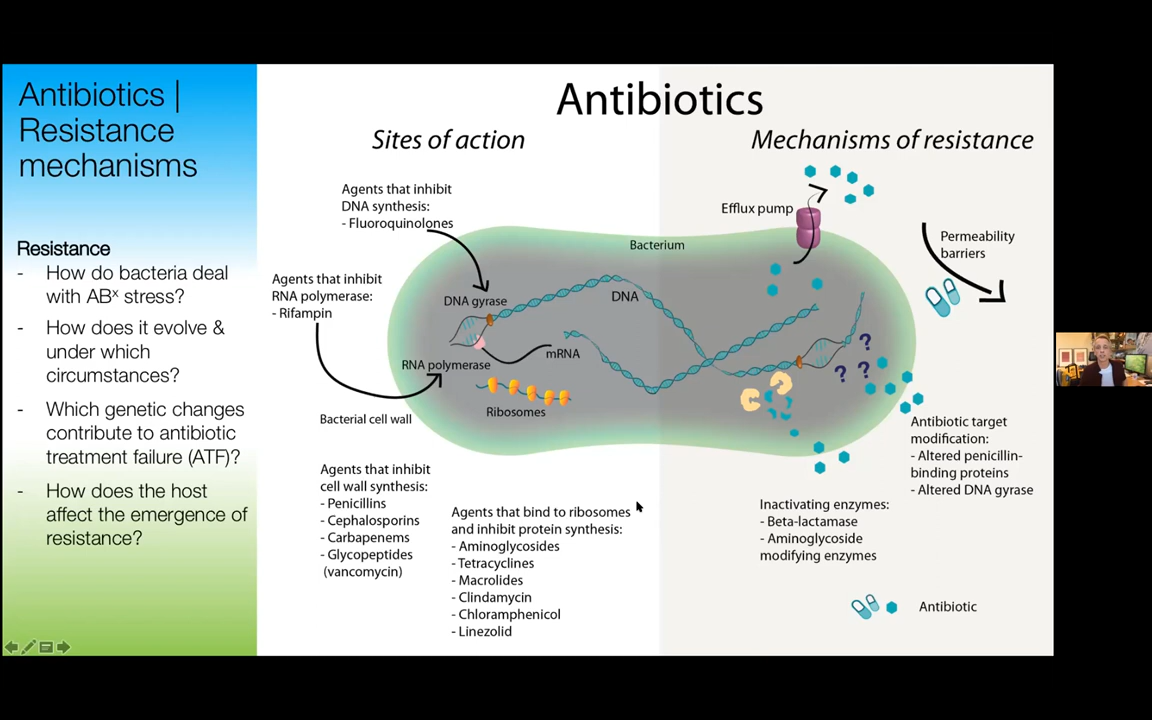 Antibiotics |
Resistance
mechanisms
Resistance
- How do bacteria deal
with ABˣ stress?
- How does it evolve &
under which
circumstances?
- Which genetic changes
contribute to antibiotic
treatment failure (ATF)?
- How does the host
affect the emergence of
resistance?
Antibiotics
Sites of action
Mechanisms of resistance
Agents that inhibit
DNA synthesis:
- Fluoroquinolones
Agents that inhibit
RNA polymerase:
- Rifampin
DNA gyrase
DNA
Bacterium
RNA polymerase
mRNA
Ribosomes
Bacterial cell wall
Agents that inhibit
cell wall synthesis:
- Penicillins
- Cephalosporins
- Carbapenems
- Glycopeptides
(vancomycin)
Agents that bind to ribosomes
and inhibit protein synthesis:
- Aminoglycosides
- Tetracyclines
- Macrolides
- Clindamycin
- Chloramphenicol
- Linezolid
Efflux pump
Permeability
barriers
? ? ?
Antibiotic target
modification:
- Altered penicillin-
binding proteins
- Altered DNA gyrase
Inactivating enzymes:
- Beta-lactamase
- Aminoglycoside
modifying enzymes
Antibiotic